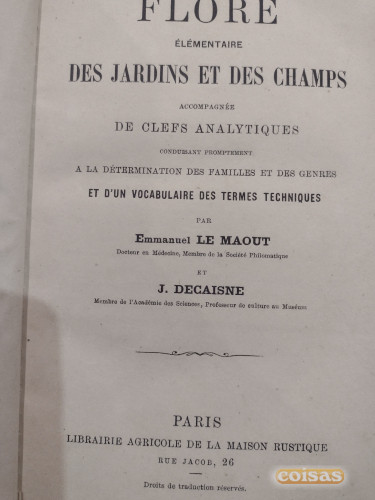 FLORE
ÉLÉMENTAIRE
DES JARDINS ET DES CHAMPS
ACCOMPAGNÉE
DE CLEFS ANALYTIQUES
CONDUISANT PROMPTEMENT
A LA DÉTERMINATION DES FAMILLES ET DES GENRES
ET D'UN VOCABULAIRE DES TERMES TECHNIQUES
PAR
Emmanuel LE MAOUT
Docteur en Médecine, Membre de la Société Philomatique
ET
J. DECAISNE
Membre de l'Académie des Sciences, Professeur de culture au Muséum
PARIS
LIBRAIRIE AGRICOLE DE LA MAISON RUSTIQUE
RUE JACOB, 26
Droits de traduction réservés.
coisas